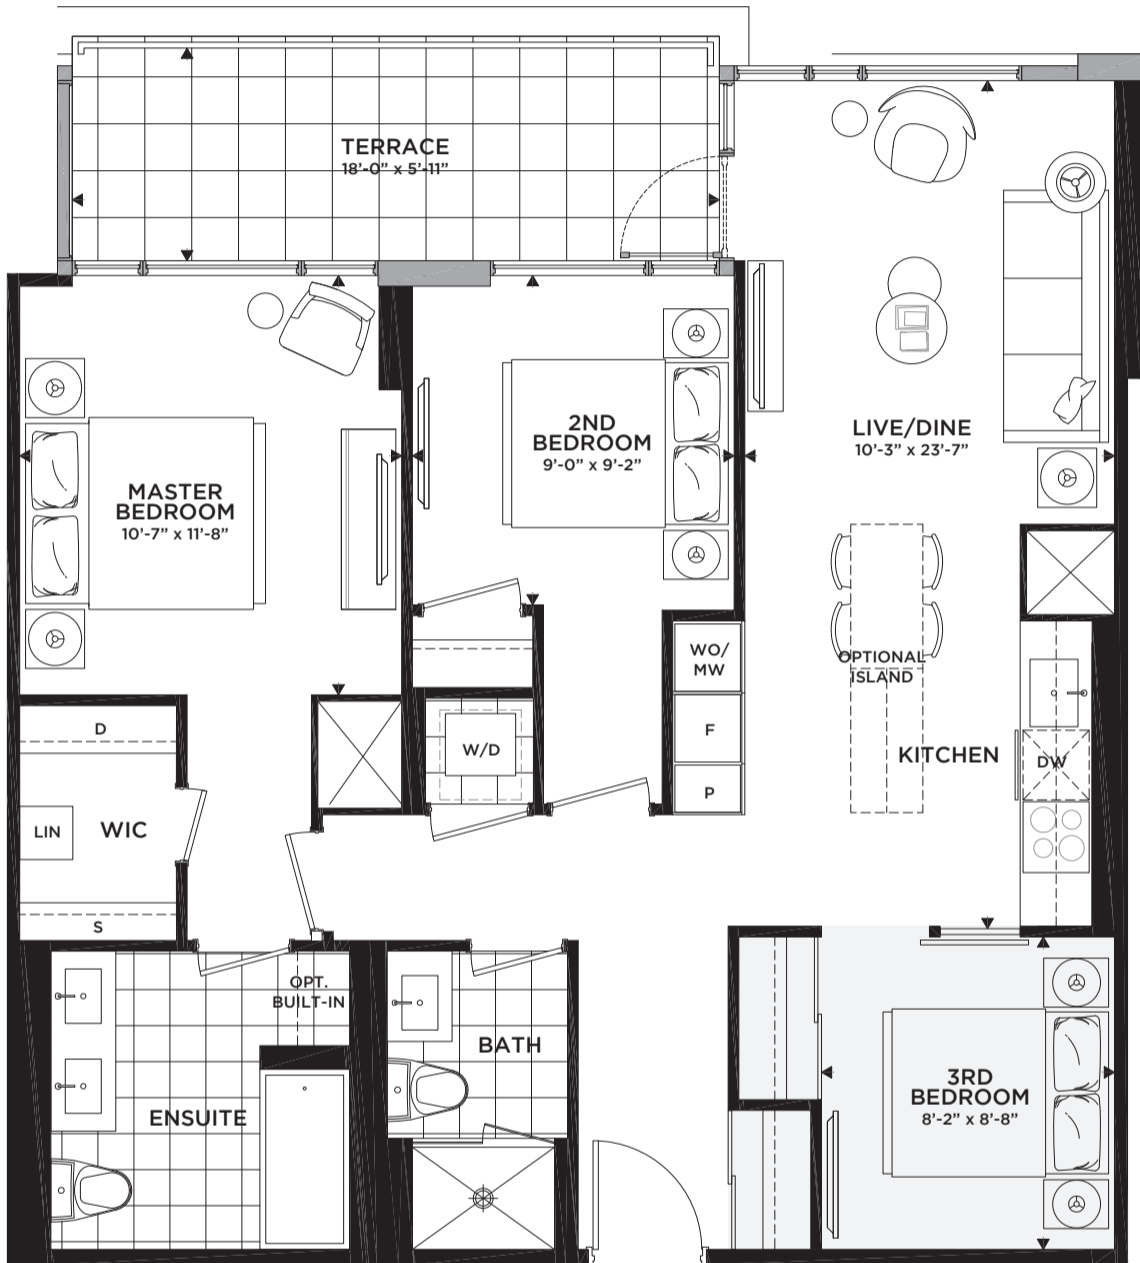 TERRACE
18’-0” x 5’-11”
2ND
BEDROOM
9’-0” x 9’-2”
LIVE/DINE
10’-3” x 23’-7”
MASTER
BEDROOM
10’-7” x 11’-8”
WO/
MW
OPTIONAL
ISLAND
D
F
W/D
KITCHEN
DW
P
LIN
WIC
S
OPT.
BUILT-IN
BATH
ENSUITE
3RD
BEDROOM
8’-2” x 8’-8”